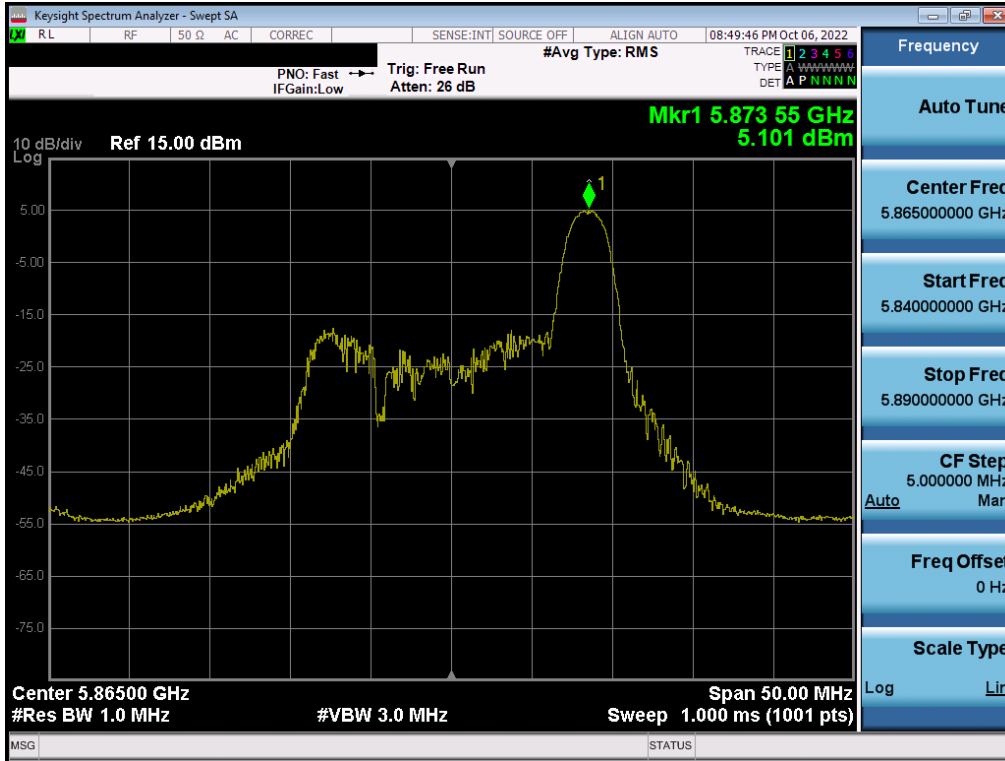 Keysight Spectrum Analyzer - Swept SA
LXI RL RF 50 Ω AC CORREC SENSE:INT SOURCE OFF ALIGN AUTO 08:49:46 PM Oct 06, 2022
#Avg Type: RMS
TRACE 1 2 3 4 5 6
PNO: Fast Trig: Free Run
TYPE A WWWWW
IFGain:Low Atten: 26 dB
DET A P N N N N
Mkr1 5.873 55 GHz
5.101 dBm
10 dB/div Ref 15.00 dBm
Log
1
5.00
-5.00
-15.0
-25.0
-35.0
-45.0
-55.0
-65.0
-75.0
Center 5.86500 GHz Span 50.00 MHz
#Res BW 1.0 MHz #VBW 3.0 MHz Sweep 1.000 ms (1001 pts)
MSG STATUS
Frequency
Auto Tune
Center Freq
5.865000000 GHz
Start Freq
5.840000000 GHz
Stop Freq
5.890000000 GHz
CF Step
5.000000 MHz
Auto Man
Freq Offset
0 Hz
Scale Type
Log Lin